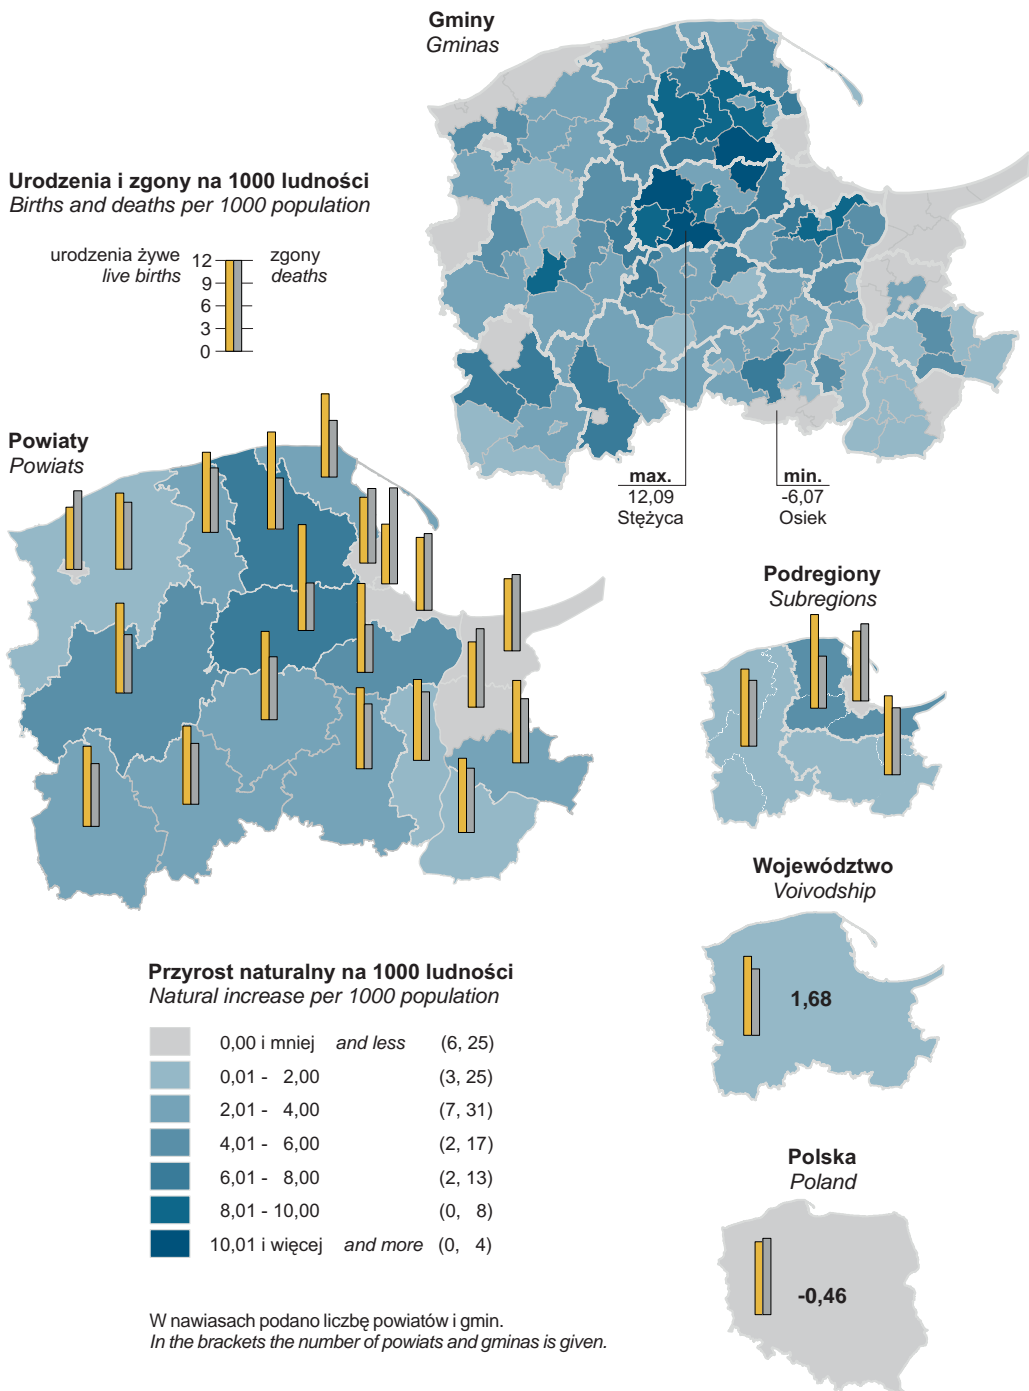 Gminy
Gminas
Urodzenia i zgony na 1000 ludności
Births and deaths per 1000 population
urodzenia żywe
live births
12
9
6
3
0
zgony
deaths
max.
12,09
Stężyca
min.
-6,07
Osiek
Powiaty
Powiats
Podregiony
Subregions
Województwo
Voivodship
1,68
Przyrost naturalny na 1000 ludności
Natural increase per 1000 population
0,00 i mniej and less (6, 25)
0,01 - 2,00 (3, 25)
2,01 - 4,00 (7, 31)
4,01 - 6,00 (2, 17)
6,01 - 8,00 (2, 13)
8,01 - 10,00 (0, 8)
10,01 i więcej and more (0, 4)
Polska
Poland
-0,46
W nawiasach podano liczbę powiatów i gmin.
In the brackets the number of powiats and gminas is given.